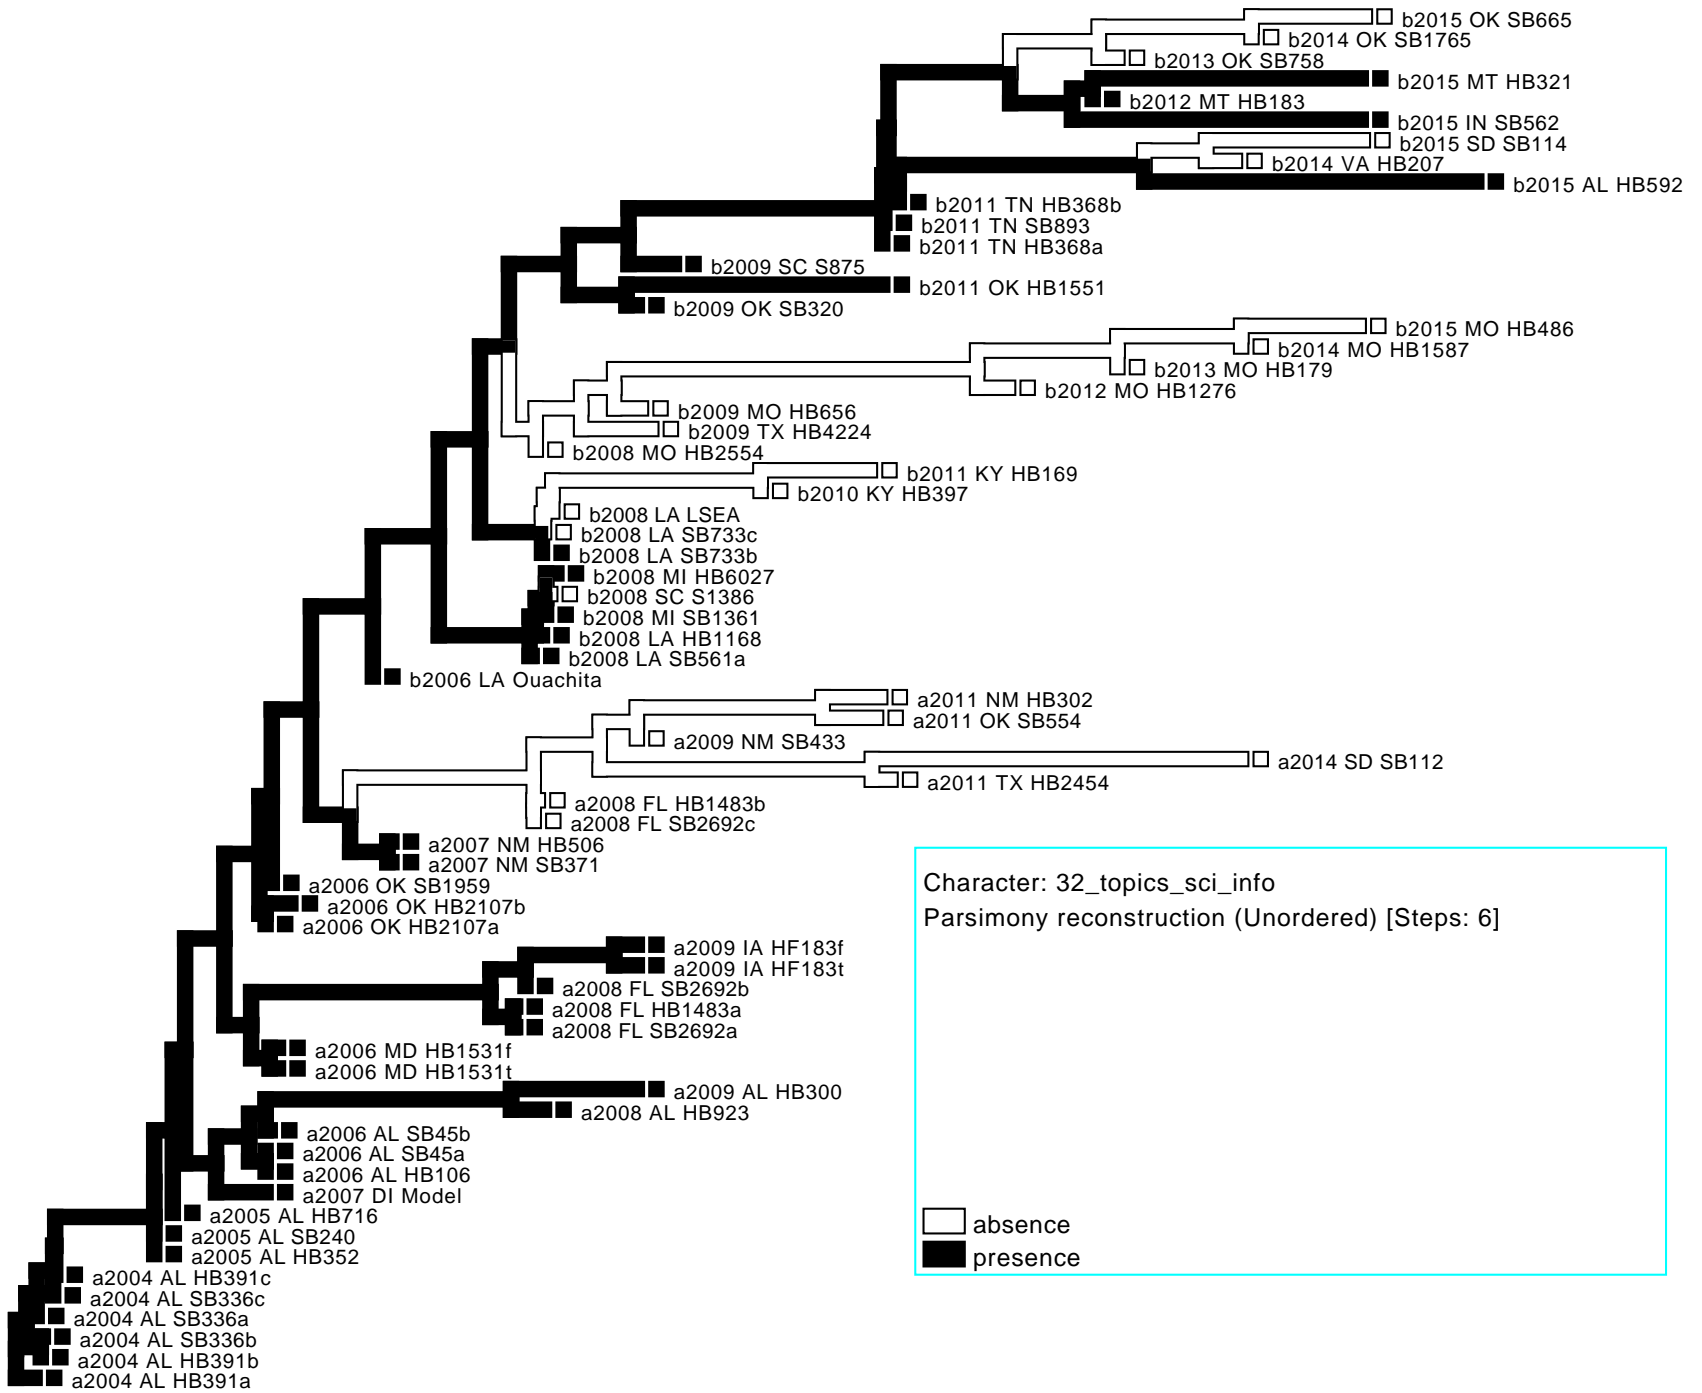 b2015 OK SB665
b2014 OK SB1765
b2013 OK SB758
b2015 MT HB321
b2012 MT HB183
b2015 IN SB562
b2015 SD SB114
b2014 VA HB207
b2015 AL HB592
b2011 TN HB368b
b2011 TN SB893
b2011 TN HB368a
b2009 SC S875
b2011 OK HB1551
b2009 OK SB320
b2015 MO HB486
b2014 MO HB1587
b2013 MO HB179
b2012 MO HB1276
b2009 MO HB656
b2009 TX HB4224
b2008 MO HB2554
b2011 KY HB169
b2010 KY HB397
b2008 LA LSEA
b2008 LA SB733c
b2008 LA SB733b
b2008 MI HB6027
b2008 SC S1386
b2008 MI SB1361
b2008 LA HB1168
b2008 LA SB561a
b2006 LA Ouachita
a2011 NM HB302
a2011 OK SB554
a2009 NM SB433
a2014 SD SB112
a2011 TX HB2454
a2008 FL HB1483b
a2008 FL SB2692c
a2007 NM HB506
a2007 NM SB371
a2006 OK SB1959
a2006 OK HB2107b
a2006 OK HB2107a
a2009 IA HF183f
a2009 IA HF183t
a2008 FL SB2692b
a2008 FL HB1483a
a2008 FL SB2692a
a2006 MD HB1531f
a2006 MD HB1531t
a2009 AL HB300
a2008 AL HB923
a2006 AL SB45b
a2006 AL SB45a
a2006 AL HB106
a2007 DI Model
a2005 AL HB716
a2005 AL SB240
a2005 AL HB352
a2004 AL HB391c
a2004 AL SB336c
a2004 AL SB336a
a2004 AL SB336b
a2004 AL HB391b
a2004 AL HB391a
Character: 32_topics_sci_info
Parsimony reconstruction (Unordered) [Steps: 6]
absence
presence